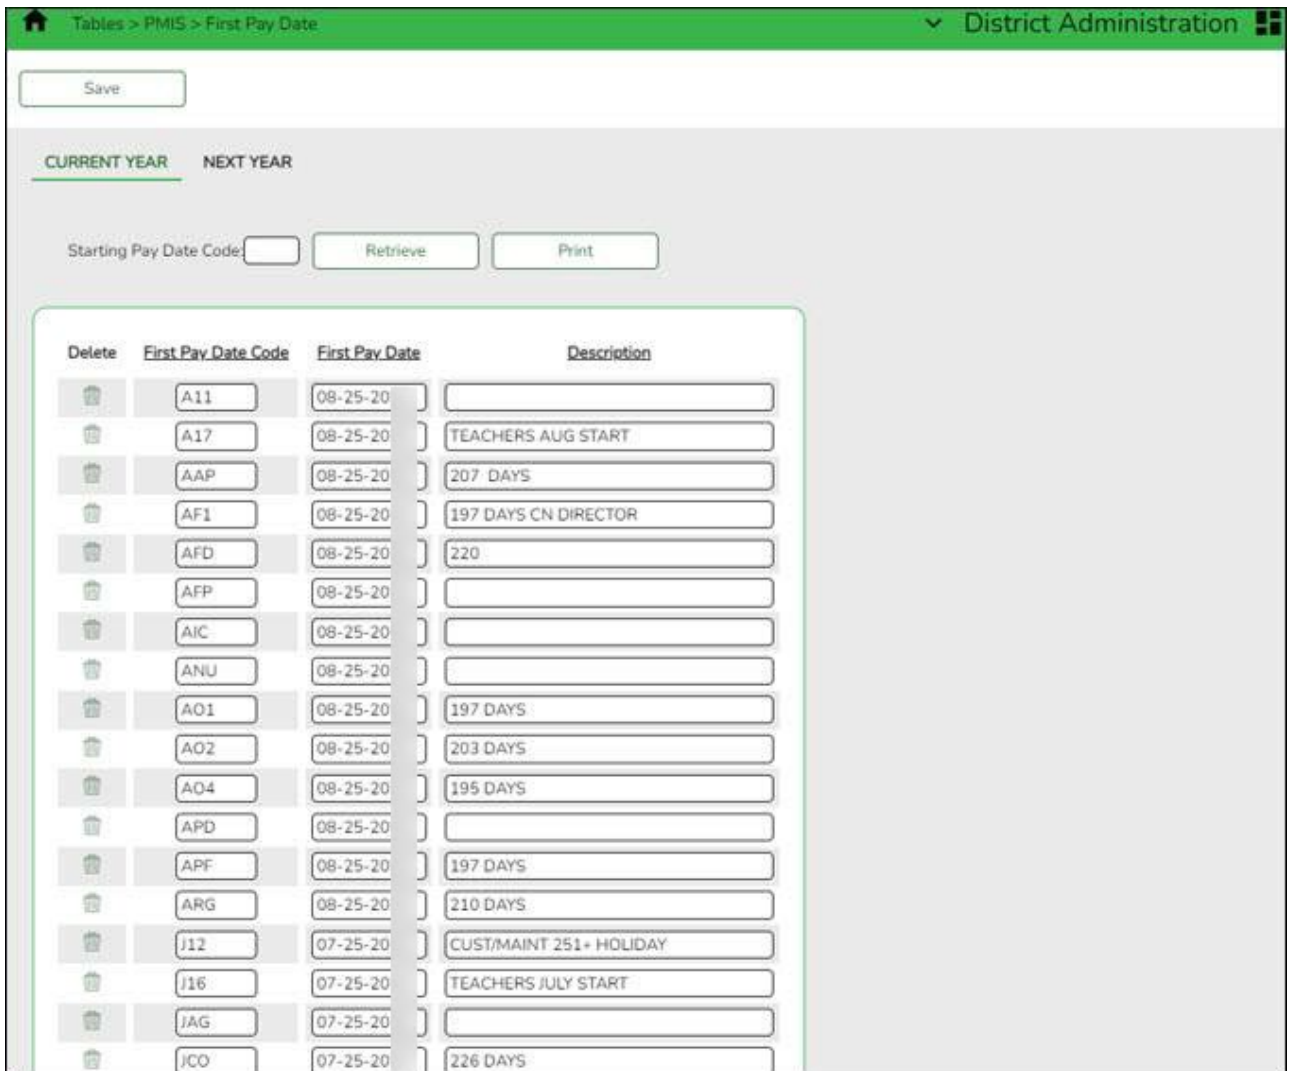 Tables > PMIS > First Pay Date District Administration
Save
CURRENT YEAR NEXT YEAR
Starting Pay Date Code: Retrieve Print
Delete First Pay Date Code First Pay Date Description
A11 08-25-20
A17 08-25-20 TEACHERS AUG START
AAP 08-25-20 207 DAYS
AF1 08-25-20 197 DAYS CN DIRECTOR
AFD 08-25-20 220
AFP 08-25-20
AIC 08-25-20
ANU 08-25-20
AO1 08-25-20 197 DAYS
AO2 08-25-20 203 DAYS
AO4 08-25-20 195 DAYS
APD 08-25-20
APF 08-25-20 197 DAYS
ARG 08-25-20 210 DAYS
J12 07-25-20 CUST/MAINT 251+ HOLIDAY
J16 07-25-20 TEACHERS JULY START
JAG 07-25-20
JCO 07-25-20 226 DAYS